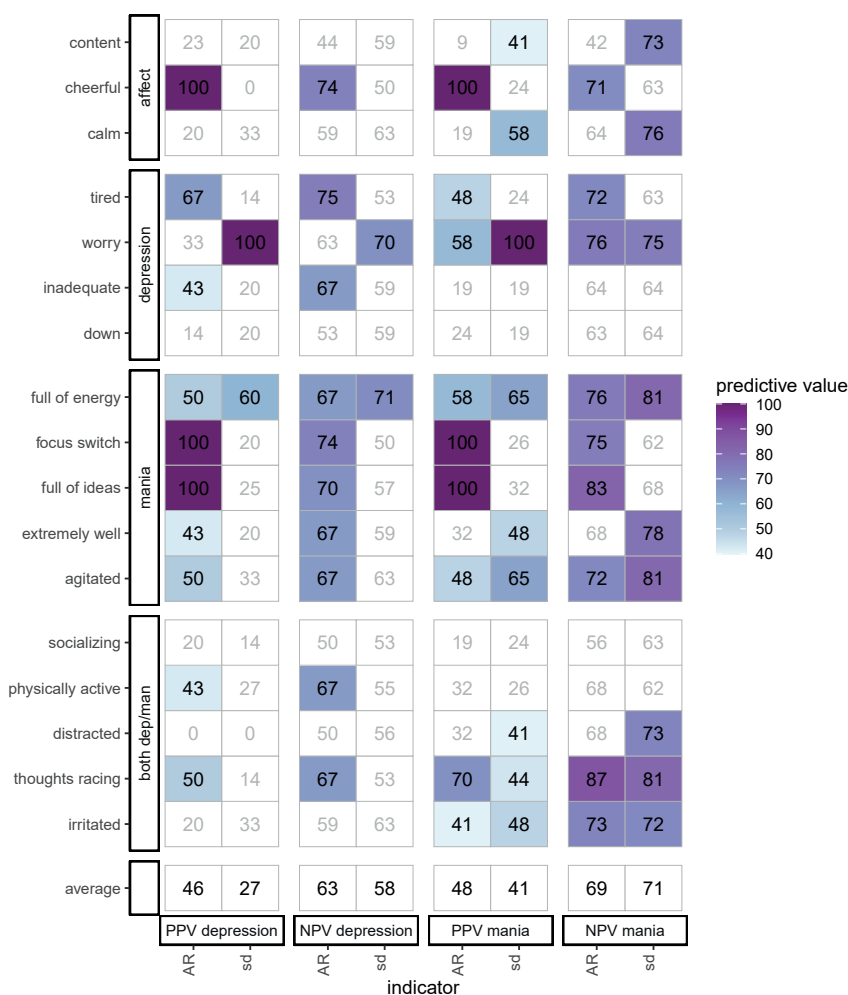 affect
content 23 20 44 59 9 41 42 73
cheerful 100 0 74 50 100 24 71 63
calm 20 33 59 63 19 58 64 76
depression
tired 67 14 75 53 48 24 72 63
worry 33 100 63 70 58 100 76 75
inadequate 43 20 67 59 19 19 64 64
down 14 20 53 59 24 19 63 64
mania
full of energy 50 60 67 71 58 65 76 81
focus switch 100 20 74 50 100 26 75 62
full of ideas 100 25 70 57 100 32 83 68
extremely well 43 20 67 59 32 48 68 78
agitated 50 33 67 63 48 65 72 81
both dep/man
socializing 20 14 50 53 19 24 56 63
physically active 43 27 67 55 32 26 68 62
distracted 0 0 50 56 32 41 68 73
thoughts racing 50 14 67 53 70 44 87 81
irritated 20 33 59 63 41 48 73 72
average 46 27 63 58 48 41 69 71
PPV depression NPV depression PPV mania NPV mania
AR sd AR sd AR sd AR sd
indicator
predictive value
100
90
80
70
60
50
40